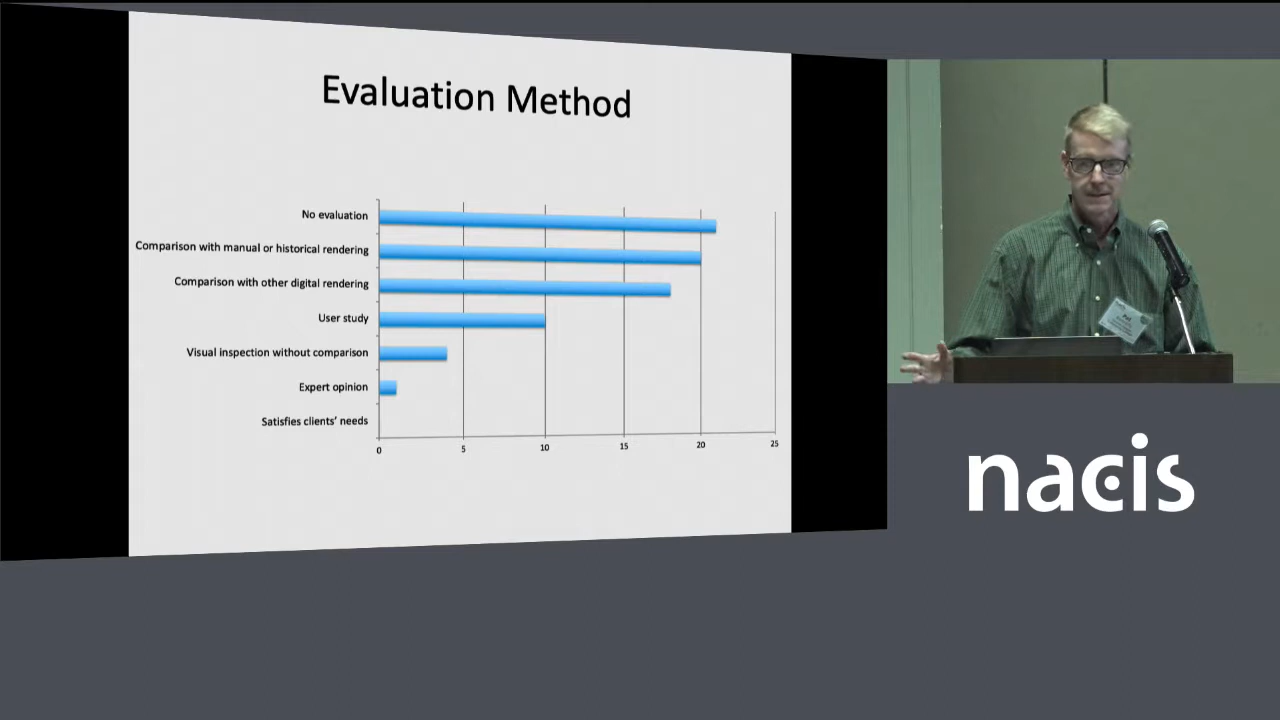 Evaluation Method
No evaluation
Comparison with manual or historical rendering
Comparison with other digital rendering
User study
Visual inspection without comparison
Expert opinion
Satisfies clients' needs
0 5 10 15 20 25
nacis